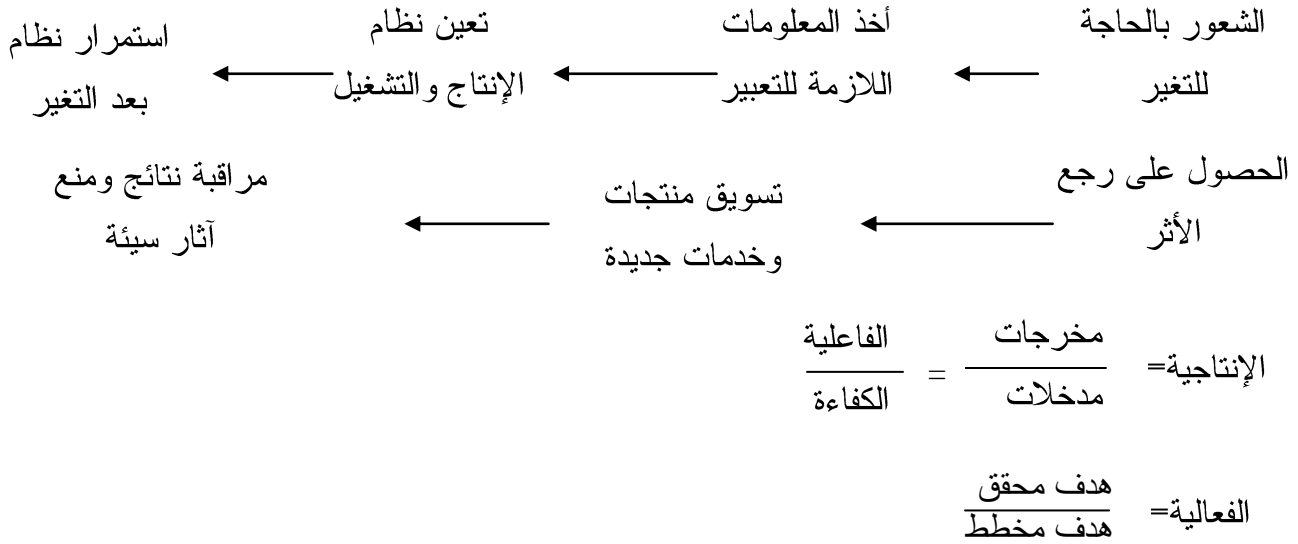 الشعور بالحاجة
للتغير
أخذ المعلومات
اللازمة للتعبير
تعين نظام
الإنتاج والتشغيل
استمرار نظام
بعد التغير
الحصول على رجع
الأثر
تسويق منتجات
وخدمات جديدة
مراقبة نتائج ومنع
آثار سيئة
الإنتاجية=
مخرجات
مدخلات
=
الفاعلية
الكفاءة
الفعالية=
هدف محقق
هدف مخطط